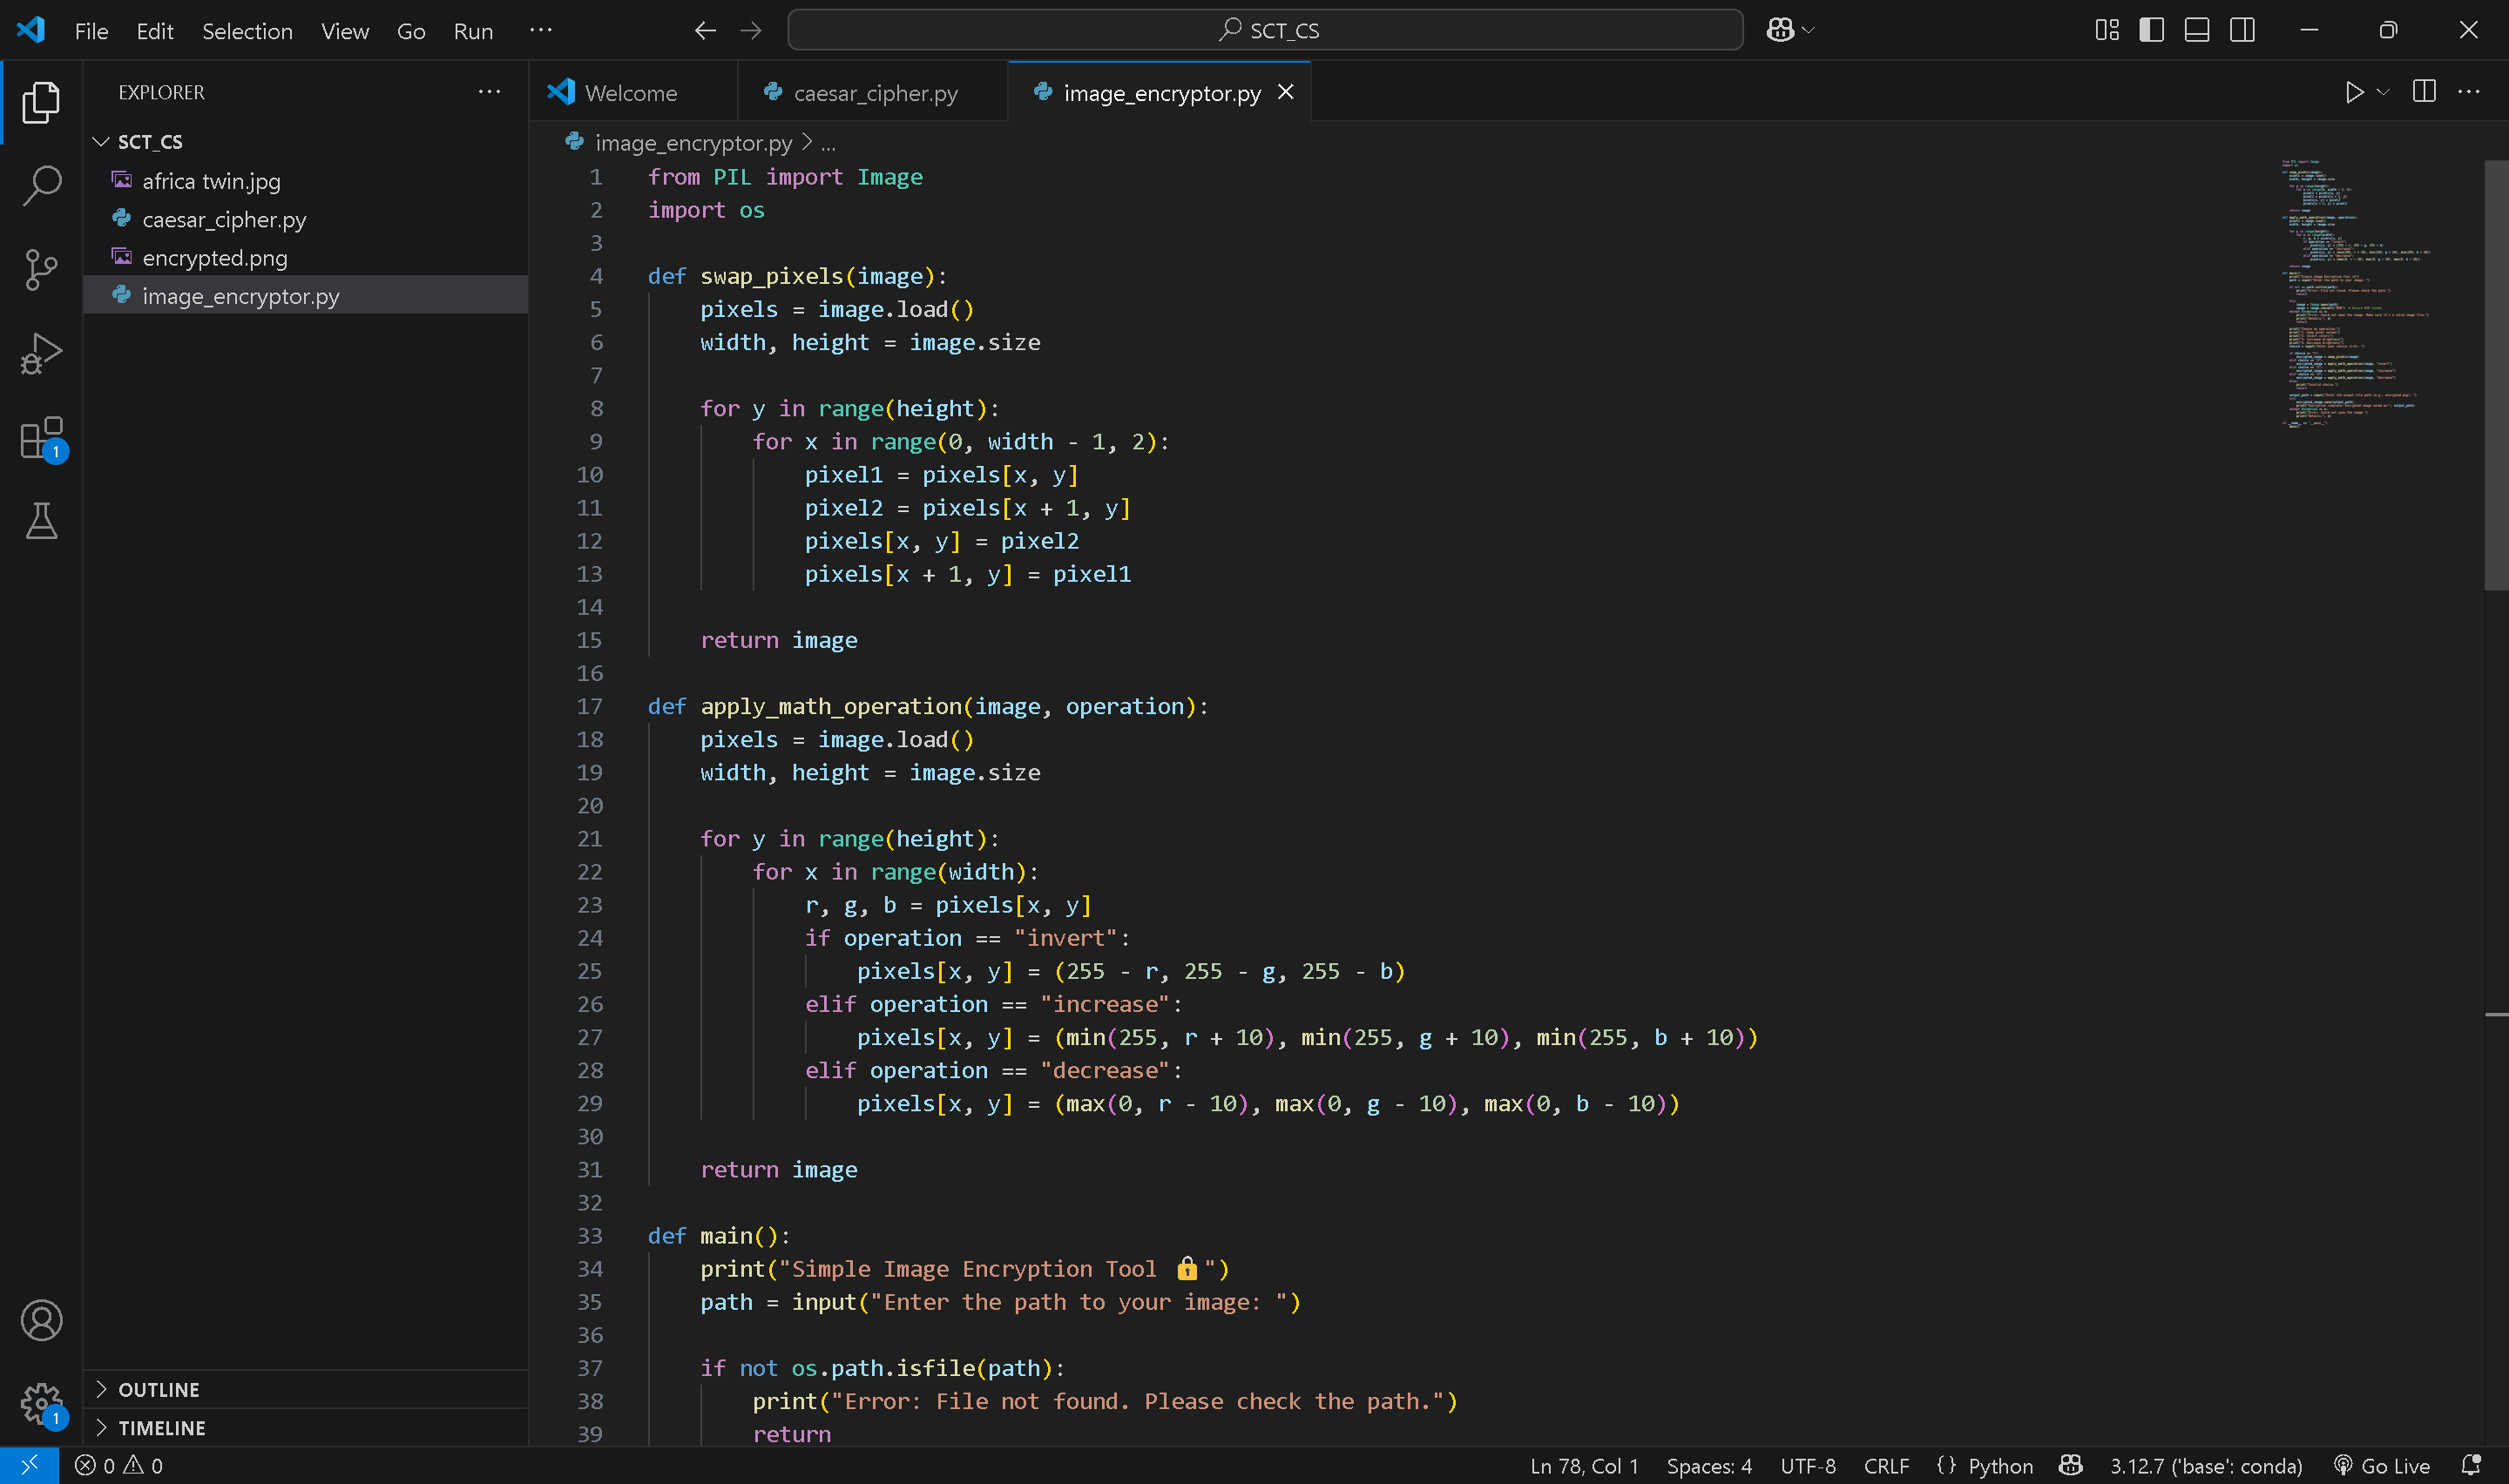 File Edit Selection View Go Run ··· SCT_CS
EXPLORER ···
SCT_CS
africa twin.jpg
caesar_cipher.py
encrypted.png
image_encryptor.py
1
OUTLINE
1
TIMELINE
Welcome caesar_cipher.py image_encryptor.py
image_encryptor.py > ...
1 from PIL import Image
2 import os
3
4 def swap_pixels(image):
5 pixels = image.load()
6 width, height = image.size
7
8 for y in range(height):
9 for x in range(0, width - 1, 2):
10 pixel1 = pixels[x, y]
11 pixel2 = pixels[x + 1, y]
12 pixels[x, y] = pixel2
13 pixels[x + 1, y] = pixel1
14
15 return image
16
17 def apply_math_operation(image, operation):
18 pixels = image.load()
19 width, height = image.size
20
21 for y in range(height):
22 for x in range(width):
23 r, g, b = pixels[x, y]
24 if operation == "invert":
25 pixels[x, y] = (255 - r, 255 - g, 255 - b)
26 elif operation == "increase":
27 pixels[x, y] = (min(255, r + 10), min(255, g + 10), min(255, b + 10))
28 elif operation == "decrease":
29 pixels[x, y] = (max(0, r - 10), max(0, g - 10), max(0, b - 10))
30
31 return image
32
33 def main():
34 print("Simple Image Encryption Tool 🔒")
35 path = input("Enter the path to your image: ")
36
37 if not os.path.isfile(path):
38 print("Error: File not found. Please check the path.")
39 return
0 0 Ln 78, Col 1 Spaces: 4 UTF-8 CRLF {} Python 3.12.7 ('base': conda) Go Live